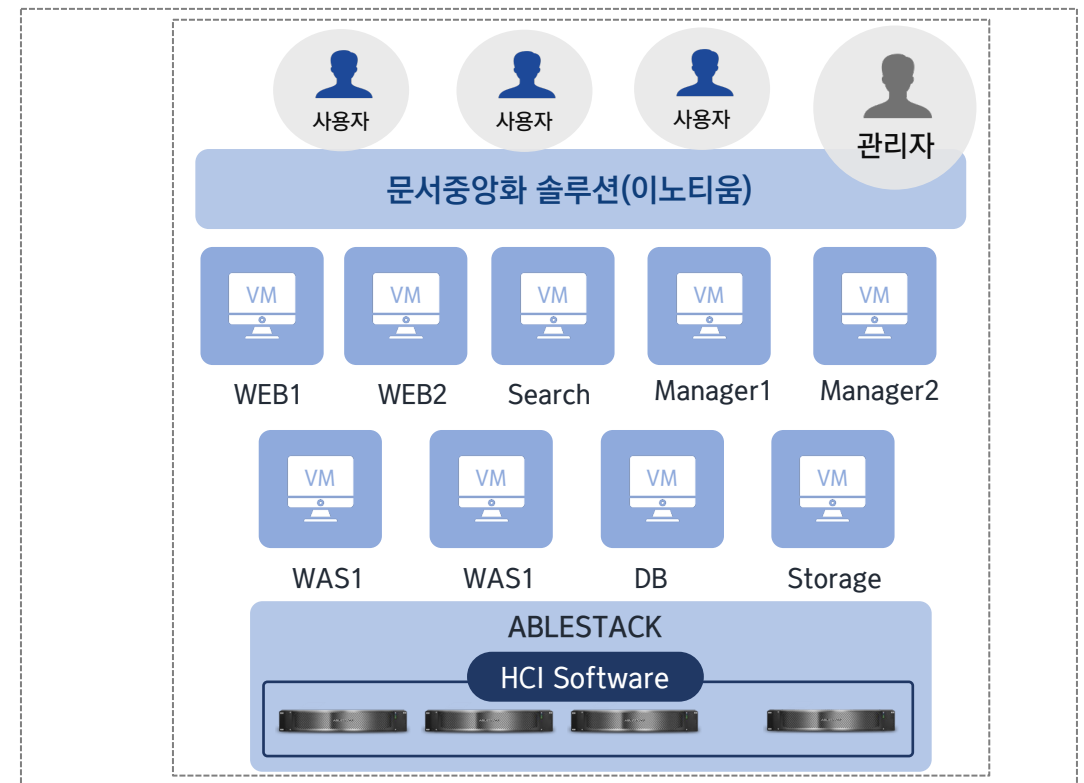 사용자
사용자
사용자
관리자
문서중앙화 솔루션(이노티움)
VM
VM
VM
VM
VM
WEB1
WEB2
Search
Manager1
Manager2
VM
VM
VM
VM
WAS1
WAS1
DB
Storage
ABLESTACK
HCI Software